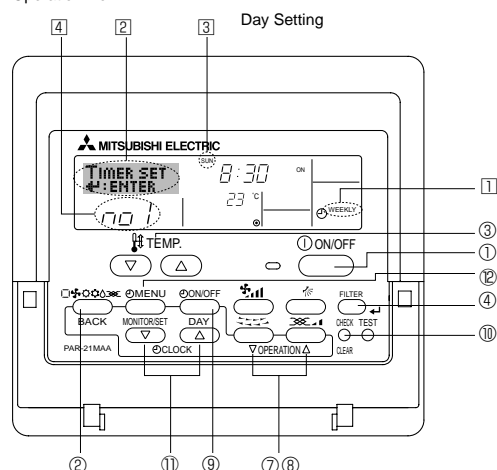 Day Setting
4 2 3
MITSUBISHI ELECTRIC
TIMER SET
↵:ENTER
SUN
8:30
ON
23 °C
WEEKLY
1
no 1
TEMP.
ON/OFF
3
1
12
MENU
ON/OFF
FILTER
4
BACK
MONITOR/SET
DAY
CHECK TEST
10
PAR-21MAA
CLOCK
▽OPERATION△
CLEAR
2 11 9 7 8